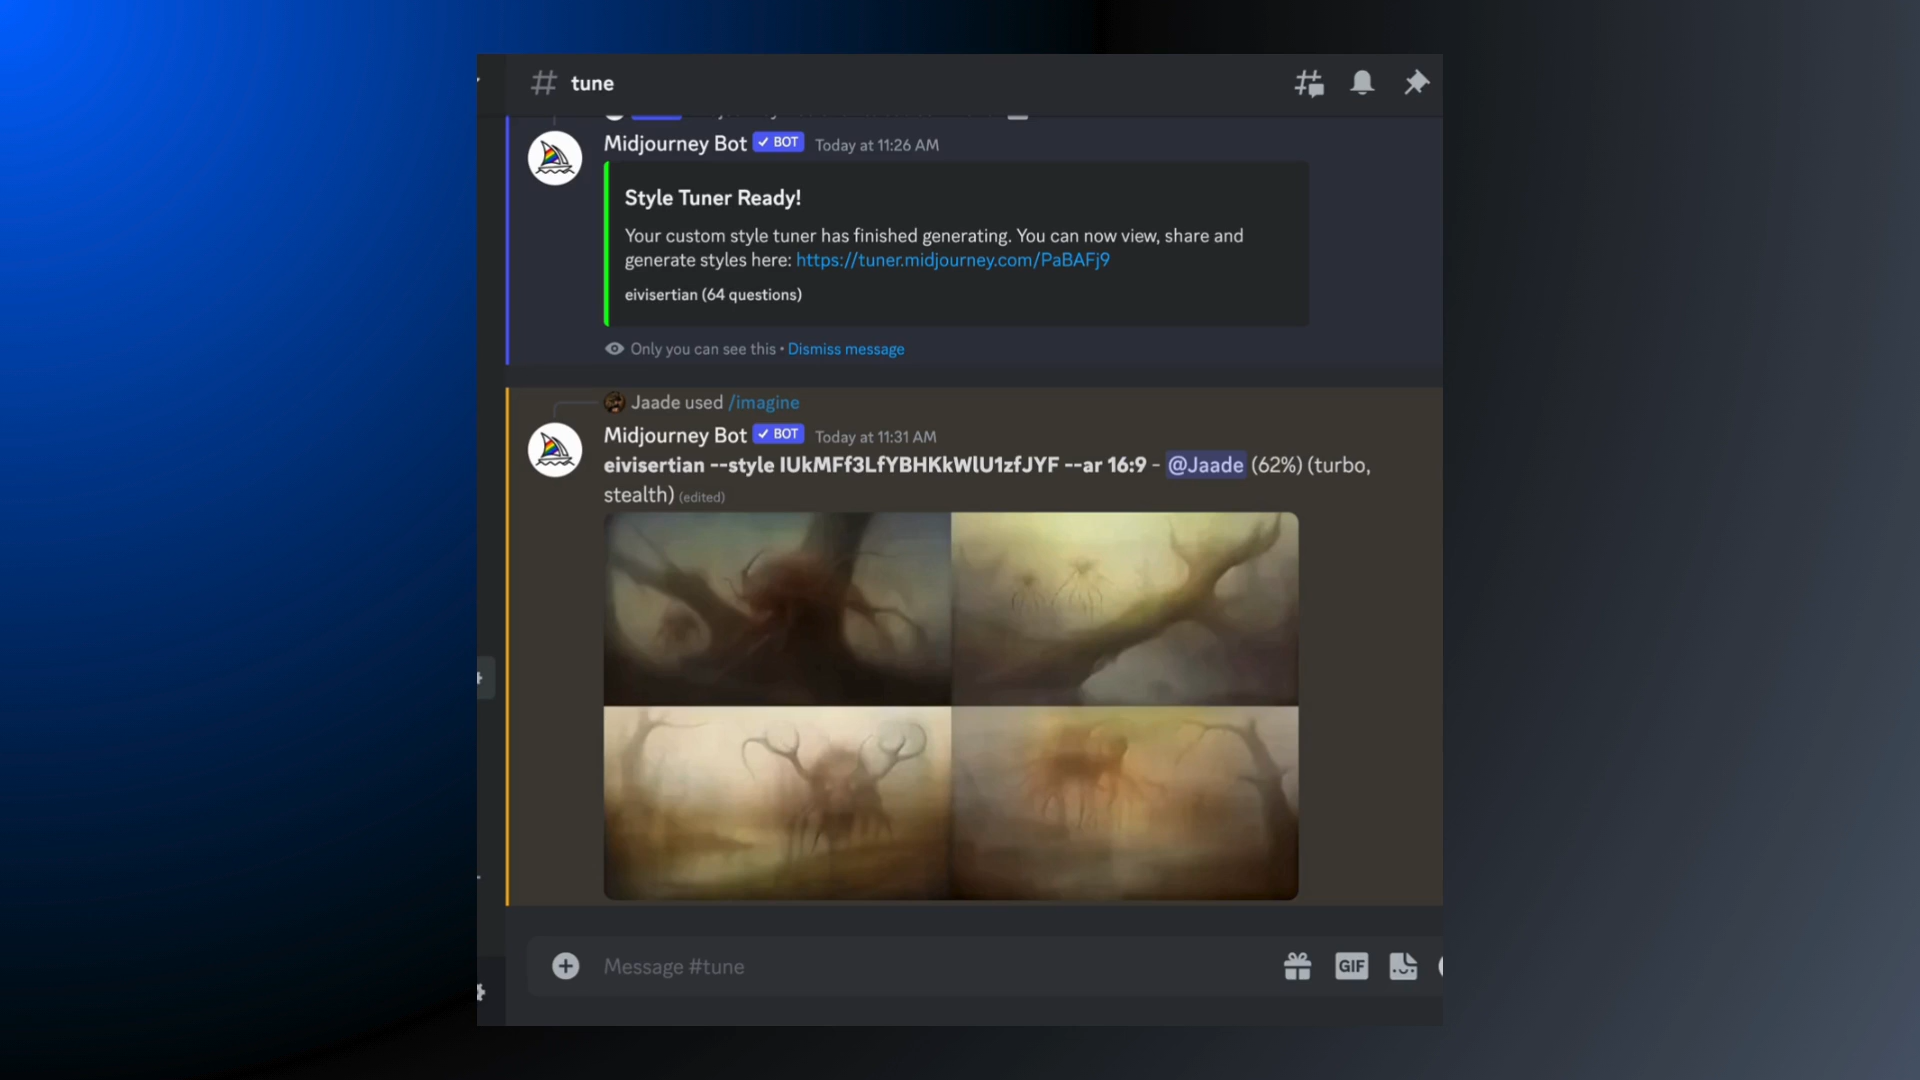 tune
Midjourney Bot ✓ BOT Today at 11:26 AM
Style Tuner Ready!
Your custom style tuner has finished generating. You can now view, share and
generate styles here: https://tuner.midjourney.com/PaBAFj9
eivisertian (64 questions)
Only you can see this • Dismiss message
Jaade used /imagine
Midjourney Bot ✓ BOT Today at 11:31 AM
eivisertian --style IUkMFf3LfYBHKkWlU1zfJYF --ar 16:9 - @Jaade (62%) (turbo,
stealth) (edited)
Message #tune
GIF